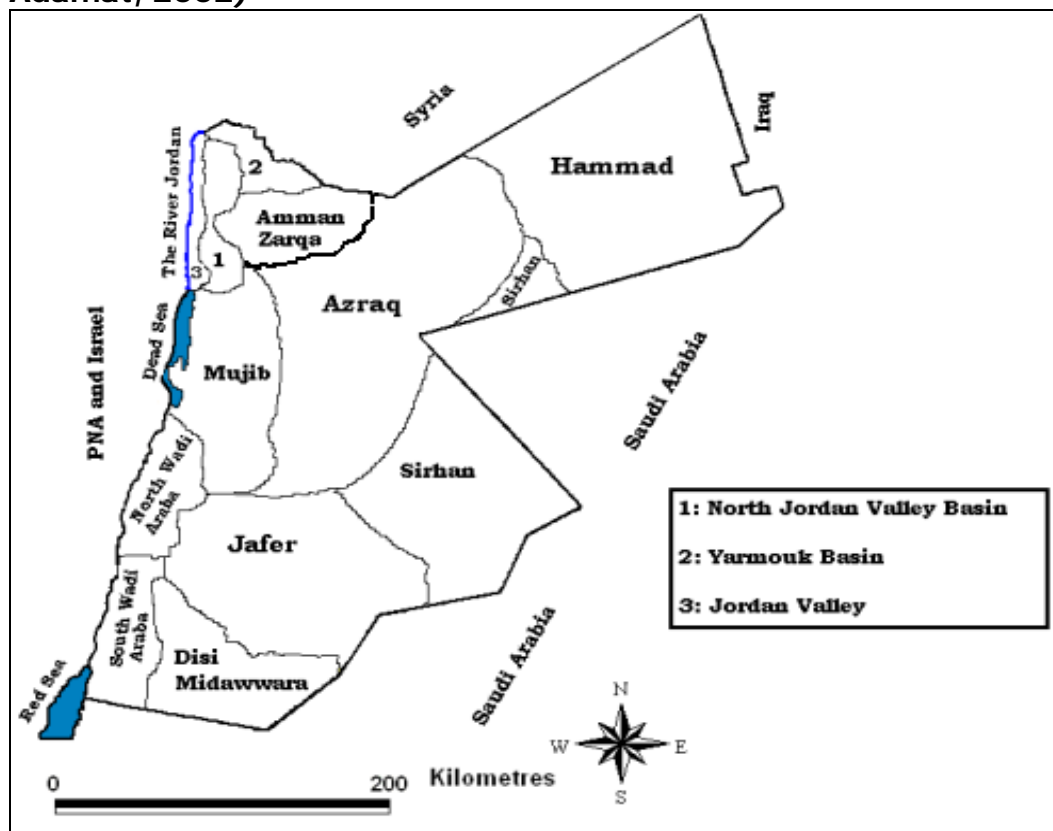 Syria
Iraq
Hammad
2
The River Jordan
Amman
Zarqa
1
3
Sirhan
Azraq
PNA and Israel
Dead Sea
Mujib
Saudi Arabia
Sirhan
North Wadi
Araba
1: North Jordan Valley Basin
2: Yarmouk Basin
3: Jordan Valley
Jafer
South Wadi
Araba
Disi
Midawwara
Saudi Arabia
Red Sea
N
W
E
S
0
200
Kilometres